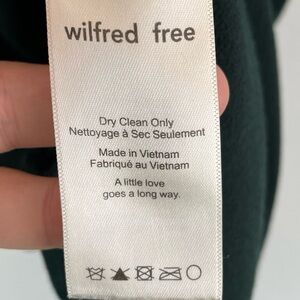 wilfred free
Dry Clean Only
Nettoyage à Sec Seulement
Made in Vietnam
Fabriqué au Vietnam
A little love
goes a long way.